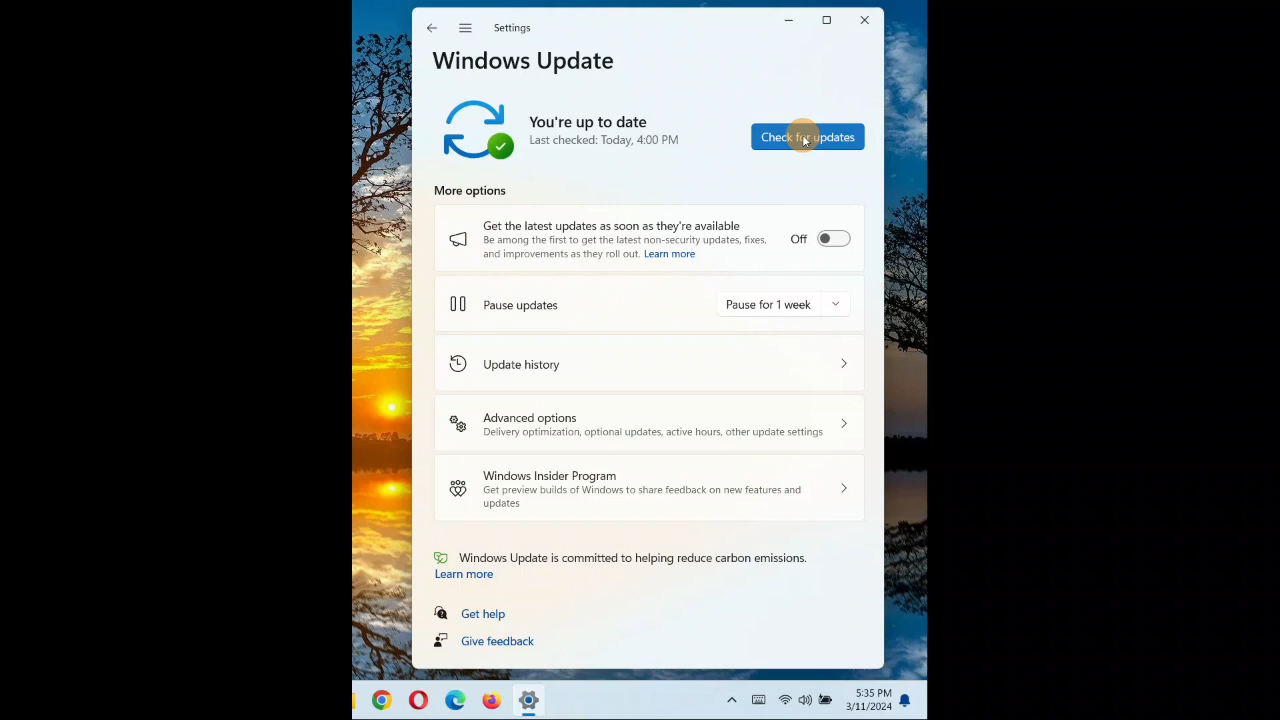 Settings
Windows Update
You're up to date
Last checked: Today, 4:00 PM
Check for updates
More options
Get the latest updates as soon as they're available
Be among the first to get the latest non-security updates, fixes,
and improvements as they roll out. Learn more
Off
Pause updates
Pause for 1 week
Update history
Advanced options
Delivery optimization, optional updates, active hours, other update settings
Windows Insider Program
Get preview builds of Windows to share feedback on new features and
updates
Windows Update is committed to helping reduce carbon emissions.
Learn more
Get help
Give feedback
5:35 PM
3/11/2024